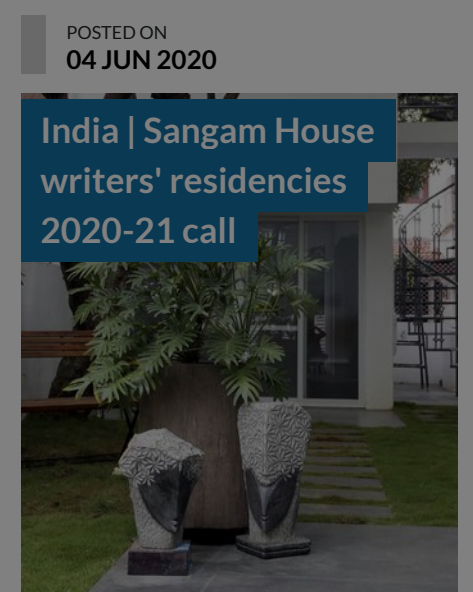 POSTED ON
04 JUN 2020
India | Sangam House
writers' residencies
2020-21 call